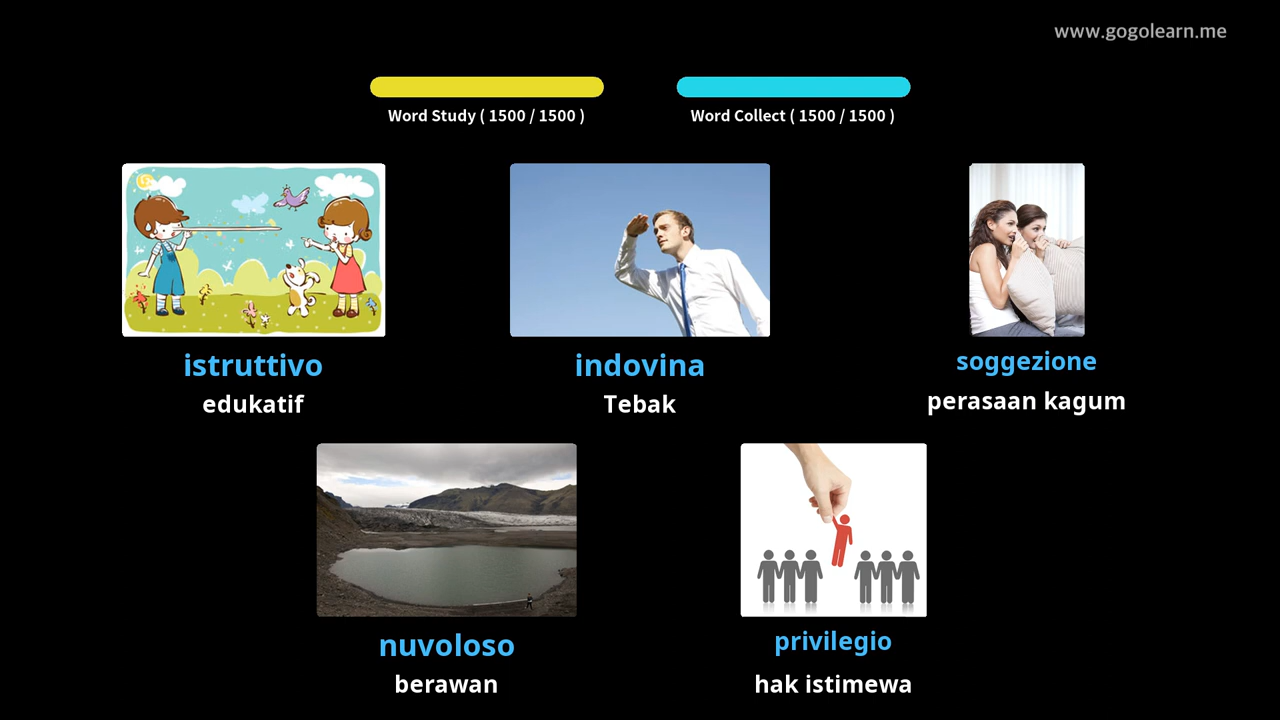 www.gogolearn.me
Word Study ( 1500 / 1500 )
Word Collect ( 1500 / 1500 )
istruttivo
edukatif
indovina
Tebak
soggezione
perasaan kagum
nuvoloso
berawan
privilegio
hak istimewa